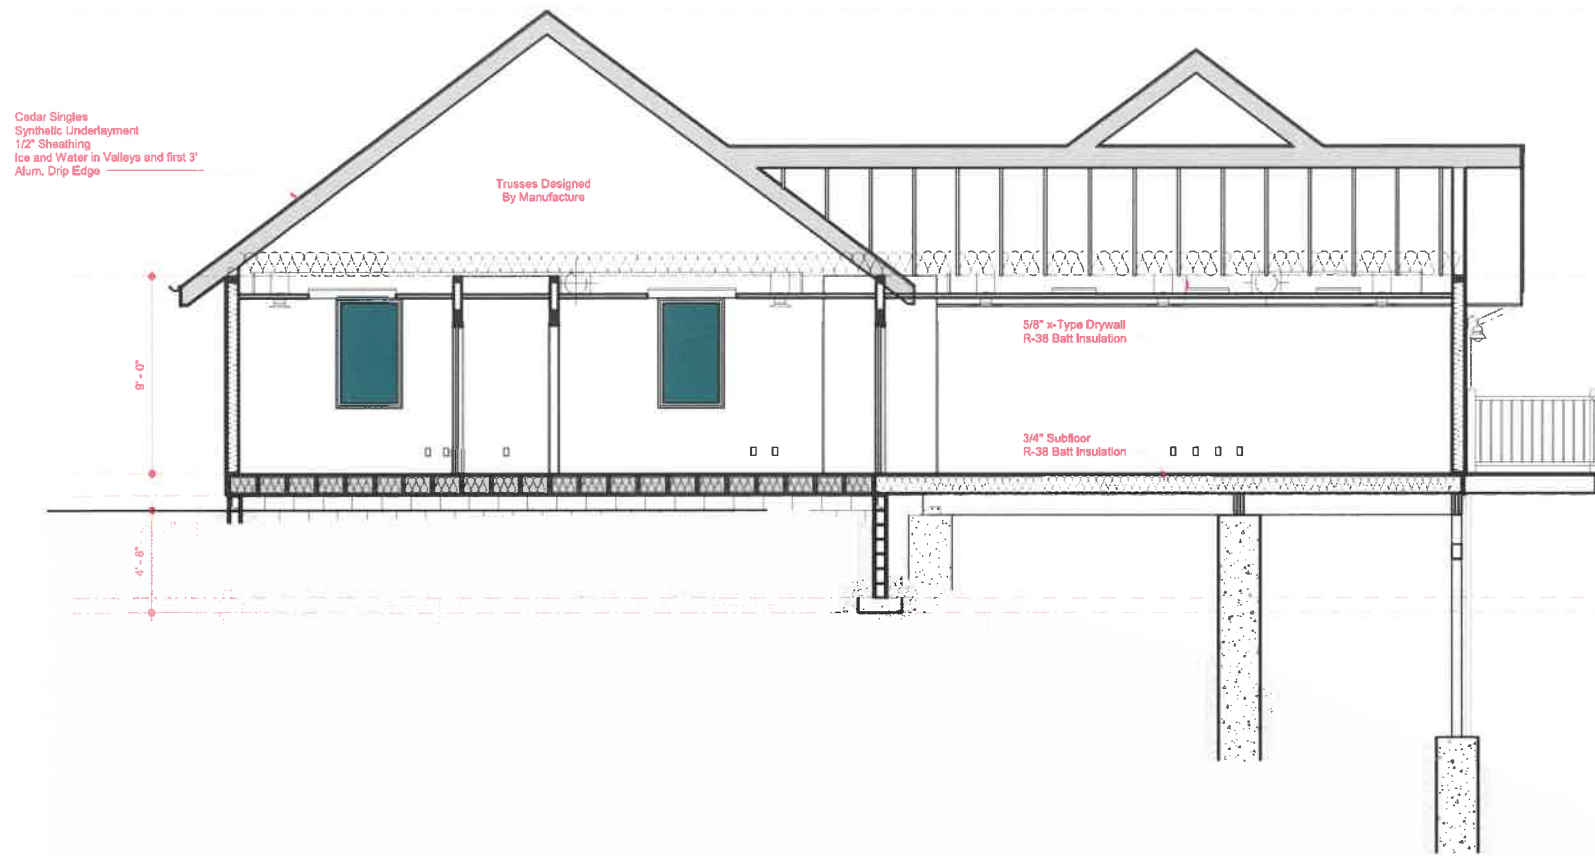 Cedar Singles
Synthetic Underlayment
1/2" Sheathing
Ice and Water in Valleys and first 3'
Alum. Drip Edge
Trusses Designed
By Manufacture
5/8" x-Type Drywall
R-38 Batt Insulation
9' - 0"
3/4" Subfloor
R-38 Batt Insulation
4' - 8"